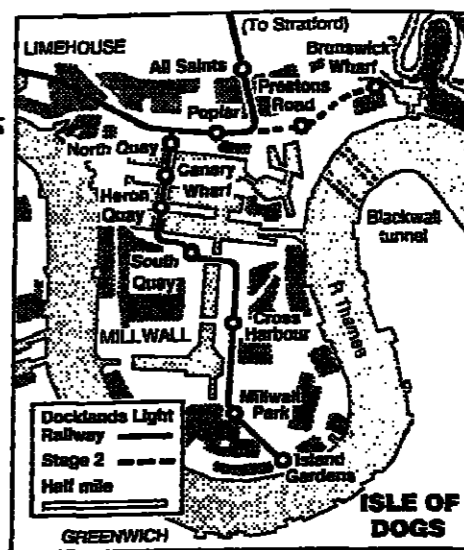 (To Stratford)
LIMEHOUSE
Brunswick
Wharf
All Saints
Prestons
Road
Poplar
North Quay
Canary
Wharf
Heron
Quay
Blackwall
tunnel
South
Quay
R Thames
MILLWALL
Cross
Harbour
Millwall
Park
Island
Gardens
Docklands Light
Railway
Stage 2
Half mile
ISLE OF
DOGS
GREENWICH